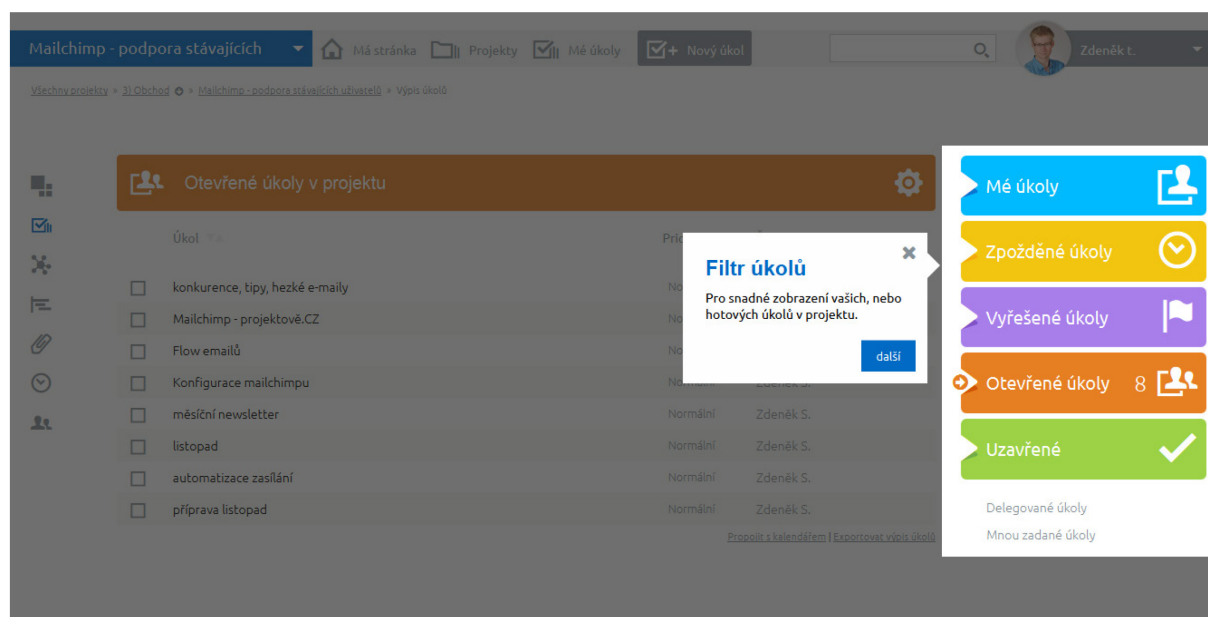 Mailchimp - podpora stávajících
Má stránka
Projekty
Mé úkoly
Nový úkol
Zdeněk t.
Všechny projekty » 3) Obchod » Mailchimp - podpora stávajících uživatelů » Výpis úkolů
Otevřené úkoly v projektu
Úkol
konkurence, tipy, hezké e-maily
Mailchimp - projektově.CZ
Flow emailů
Konfigurace mailchimpu
měsíční newsletter Normální Zdeněk S.
listopad Normální Zdeněk S.
automatizace zasílání Normální Zdeněk S.
příprava listopad Normální Zdeněk S.
Propojit s kalendářem | Exportovat výpis úkolů
Filtr úkolů
Pro snadné zobrazení vašich, nebo
hotových úkolů v projektu.
další
Mé úkoly
Zpožděné úkoly
Vyřešené úkoly
Otevřené úkoly 8
Uzavřené
Delegované úkoly
Mnou zadané úkoly